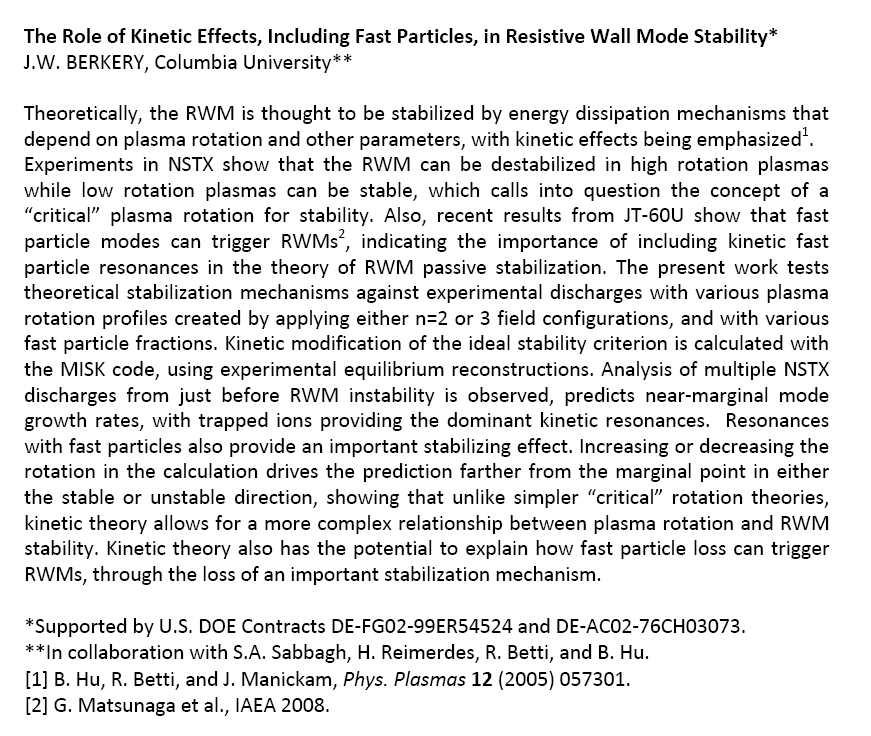 The Role of Kinetic Effects, Including Fast Particles, in Resistive Wall Mode Stability*
J.W. BERKERY, Columbia University**
Theoretically, the RWM is thought to be stabilized by energy dissipation mechanisms that
depend on plasma rotation and other parameters, with kinetic effects being emphasized¹.
Experiments in NSTX show that the RWM can be destabilized in high rotation plasmas
while low rotation plasmas can be stable, which calls into question the concept of a
“critical” plasma rotation for stability. Also, recent results from JT-60U show that fast
particle modes can trigger RWMs², indicating the importance of including kinetic fast
particle resonances in the theory of RWM passive stabilization. The present work tests
theoretical stabilization mechanisms against experimental discharges with various plasma
rotation profiles created by applying either n=2 or 3 field configurations, and with various
fast particle fractions. Kinetic modification of the ideal stability criterion is calculated with
the MISK code, using experimental equilibrium reconstructions. Analysis of multiple NSTX
discharges from just before RWM instability is observed, predicts near-marginal mode
growth rates, with trapped ions providing the dominant kinetic resonances. Resonances
with fast particles also provide an important stabilizing effect. Increasing or decreasing the
rotation in the calculation drives the prediction farther from the marginal point in either
the stable or unstable direction, showing that unlike simpler “critical” rotation theories,
kinetic theory allows for a more complex relationship between plasma rotation and RWM
stability. Kinetic theory also has the potential to explain how fast particle loss can trigger
RWMs, through the loss of an important stabilization mechanism.
*Supported by U.S. DOE Contracts DE-FG02-99ER54524 and DE-AC02-76CH03073.
**In collaboration with S.A. Sabbagh, H. Reimerdes, R. Betti, and B. Hu.
[1] B. Hu, R. Betti, and J. Manickam, Phys. Plasmas 12 (2005) 057301.
[2] G. Matsunaga et al., IAEA 2008.